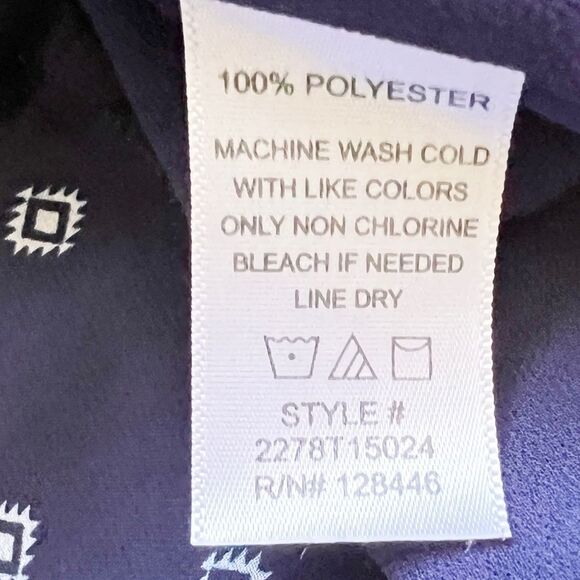 100% POLYESTER
MACHINE WASH COLD
WITH LIKE COLORS
ONLY NON CHLORINE
BLEACH IF NEEDED
LINE DRY
STYLE #
2278T15024
R/N# 128446